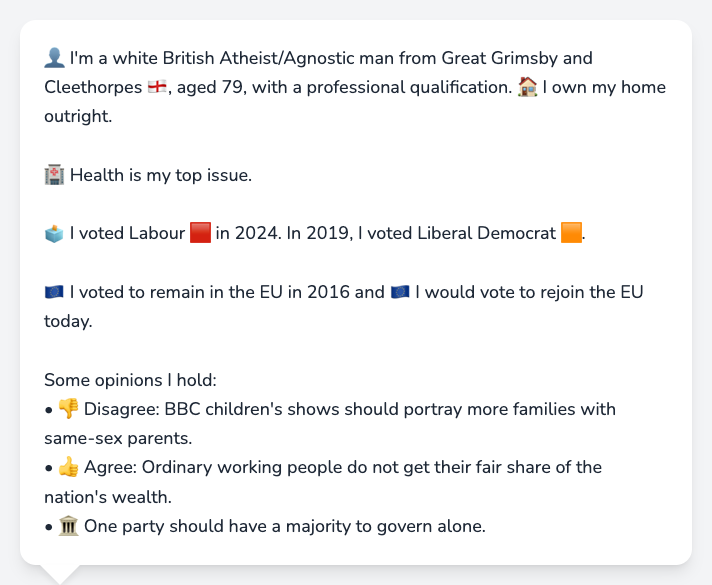 👤 I'm a white British Atheist/Agnostic man from Great Grimsby and
Cleethorpes 🏴󠁧󠁢󠁥󠁮󠁧󠁿, aged 79, with a professional qualification. 🏠 I own my home
outright.
🏥 Health is my top issue.
🗳️ I voted Labour 🟥 in 2024. In 2019, I voted Liberal Democrat 🟧.
🇪🇺 I voted to remain in the EU in 2016 and 🇪🇺 I would vote to rejoin the EU
today.
Some opinions I hold:
• 👎 Disagree: BBC children's shows should portray more families with
same-sex parents.
• 👍 Agree: Ordinary working people do not get their fair share of the
nation's wealth.
• 🏛️ One party should have a majority to govern alone.